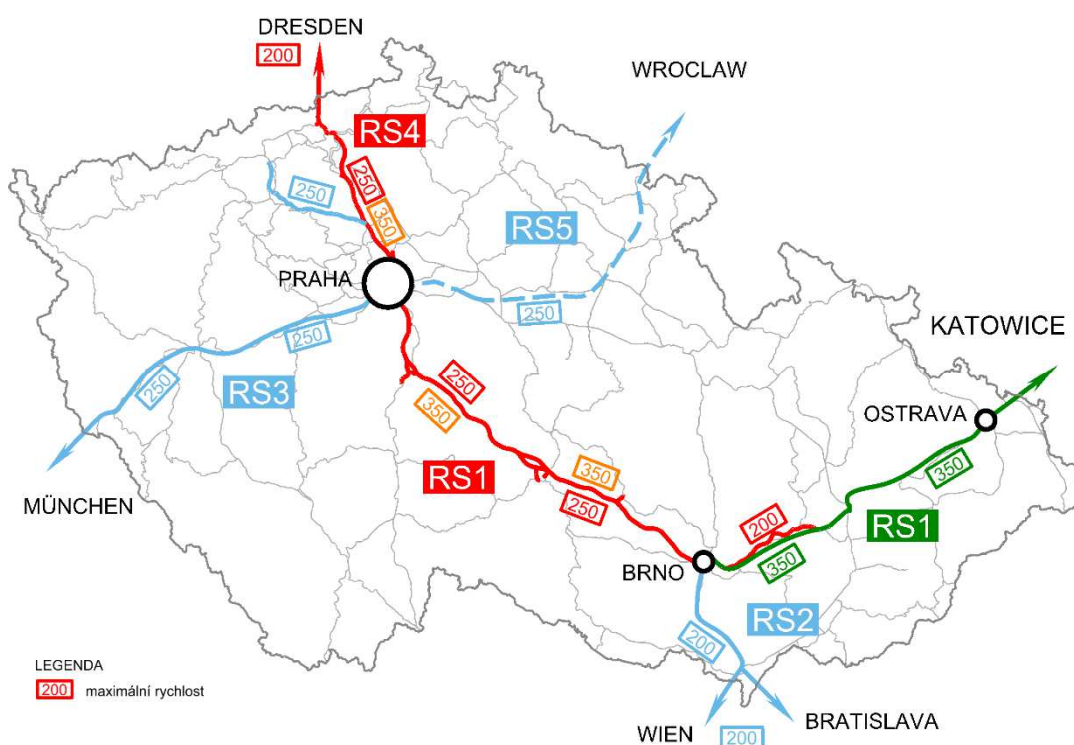 DRESDEN
200
WROCLAW
RS4
250
250
350
RS5
PRAHA
250
250
KATOWICE
250
250
RS3
350
OSTRAVA
350
350
RS1
250
MÜNCHEN
200
RS1
BRNO
350
RS2
200
LEGENDA
200 maximální rychlost
WIEN
200
BRATISLAVA